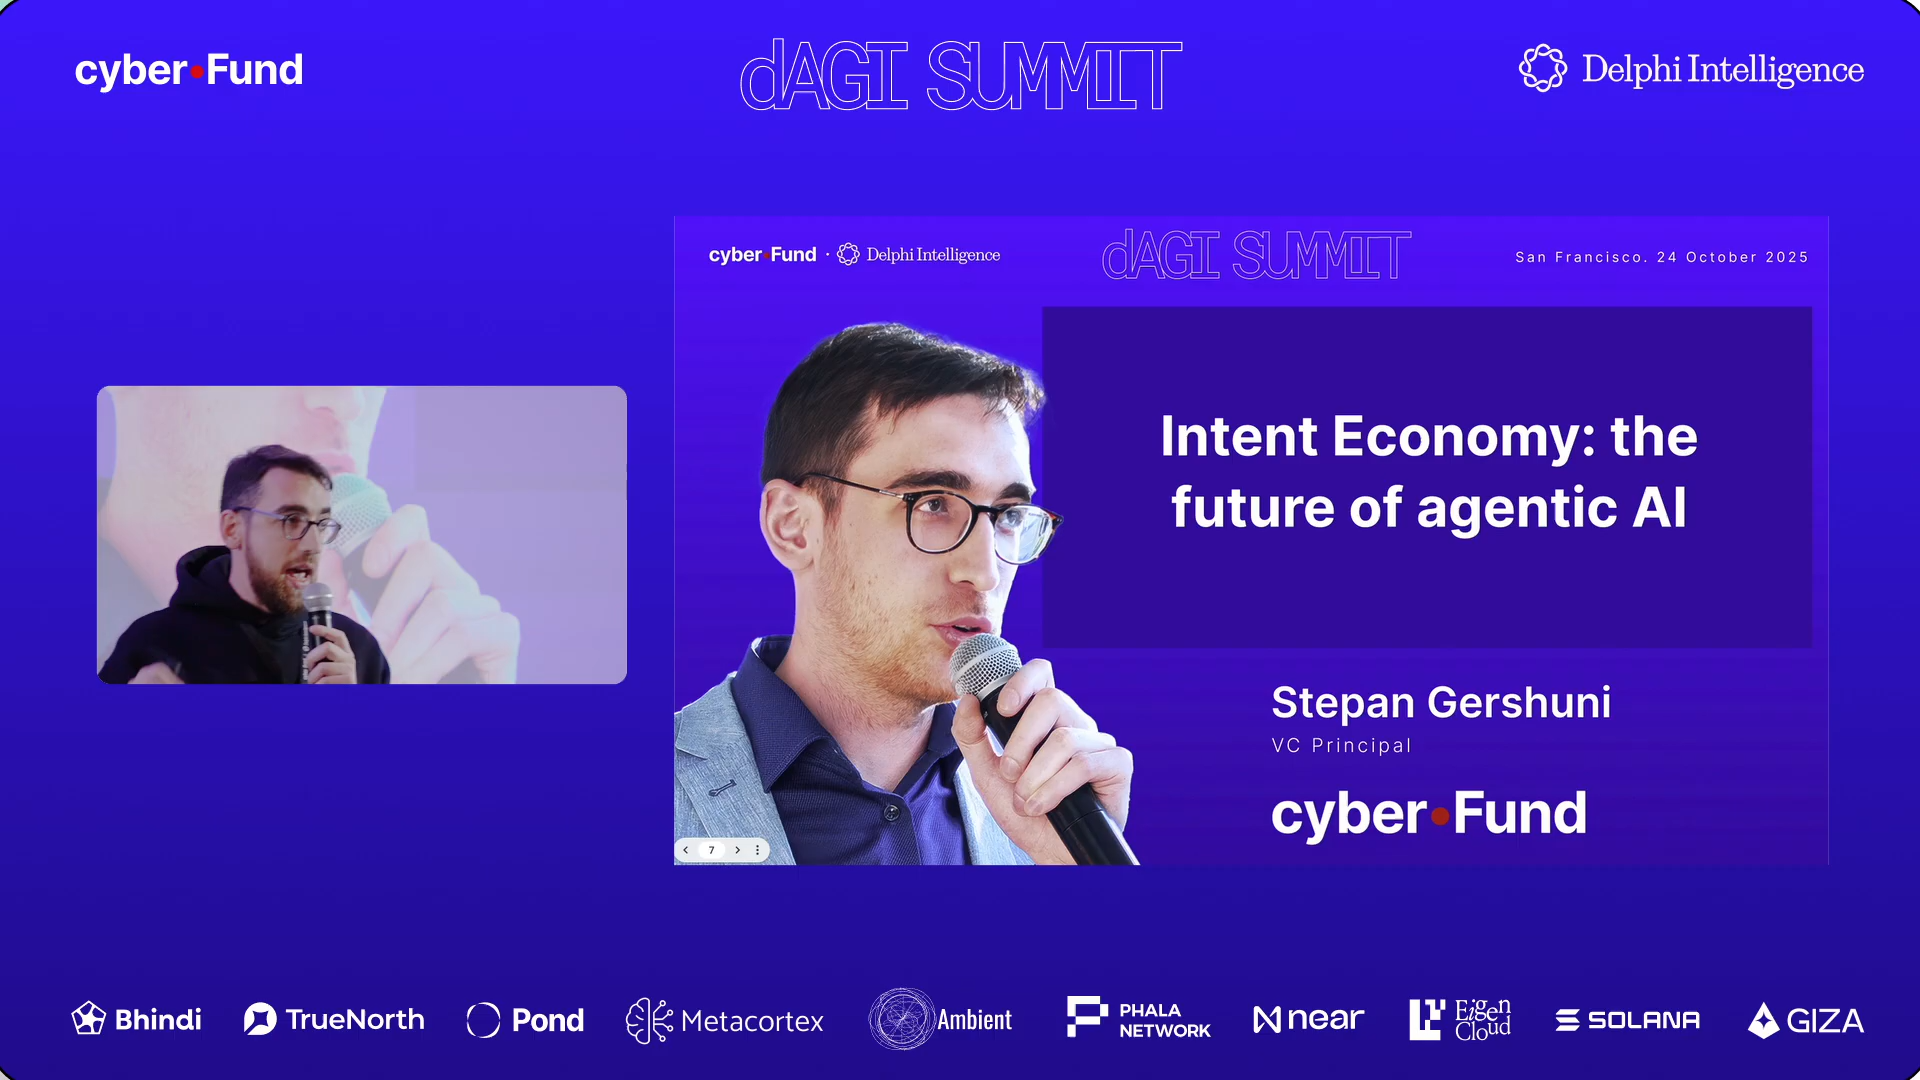 cyber•Fund
dAGI SUMMIT
Delphi Intelligence
cyber•Fund · Delphi Intelligence
dAGI SUMMIT
San Francisco. 24 October 2025
Intent Economy: the
future of agentic AI
Stepan Gershuni
VC Principal
cyber•Fund
7
Bhindi
TrueNorth
Pond
Metacortex
Ambient
PHALA
NETWORK
near
EigEn
Cloud
SOLANA
GIZA